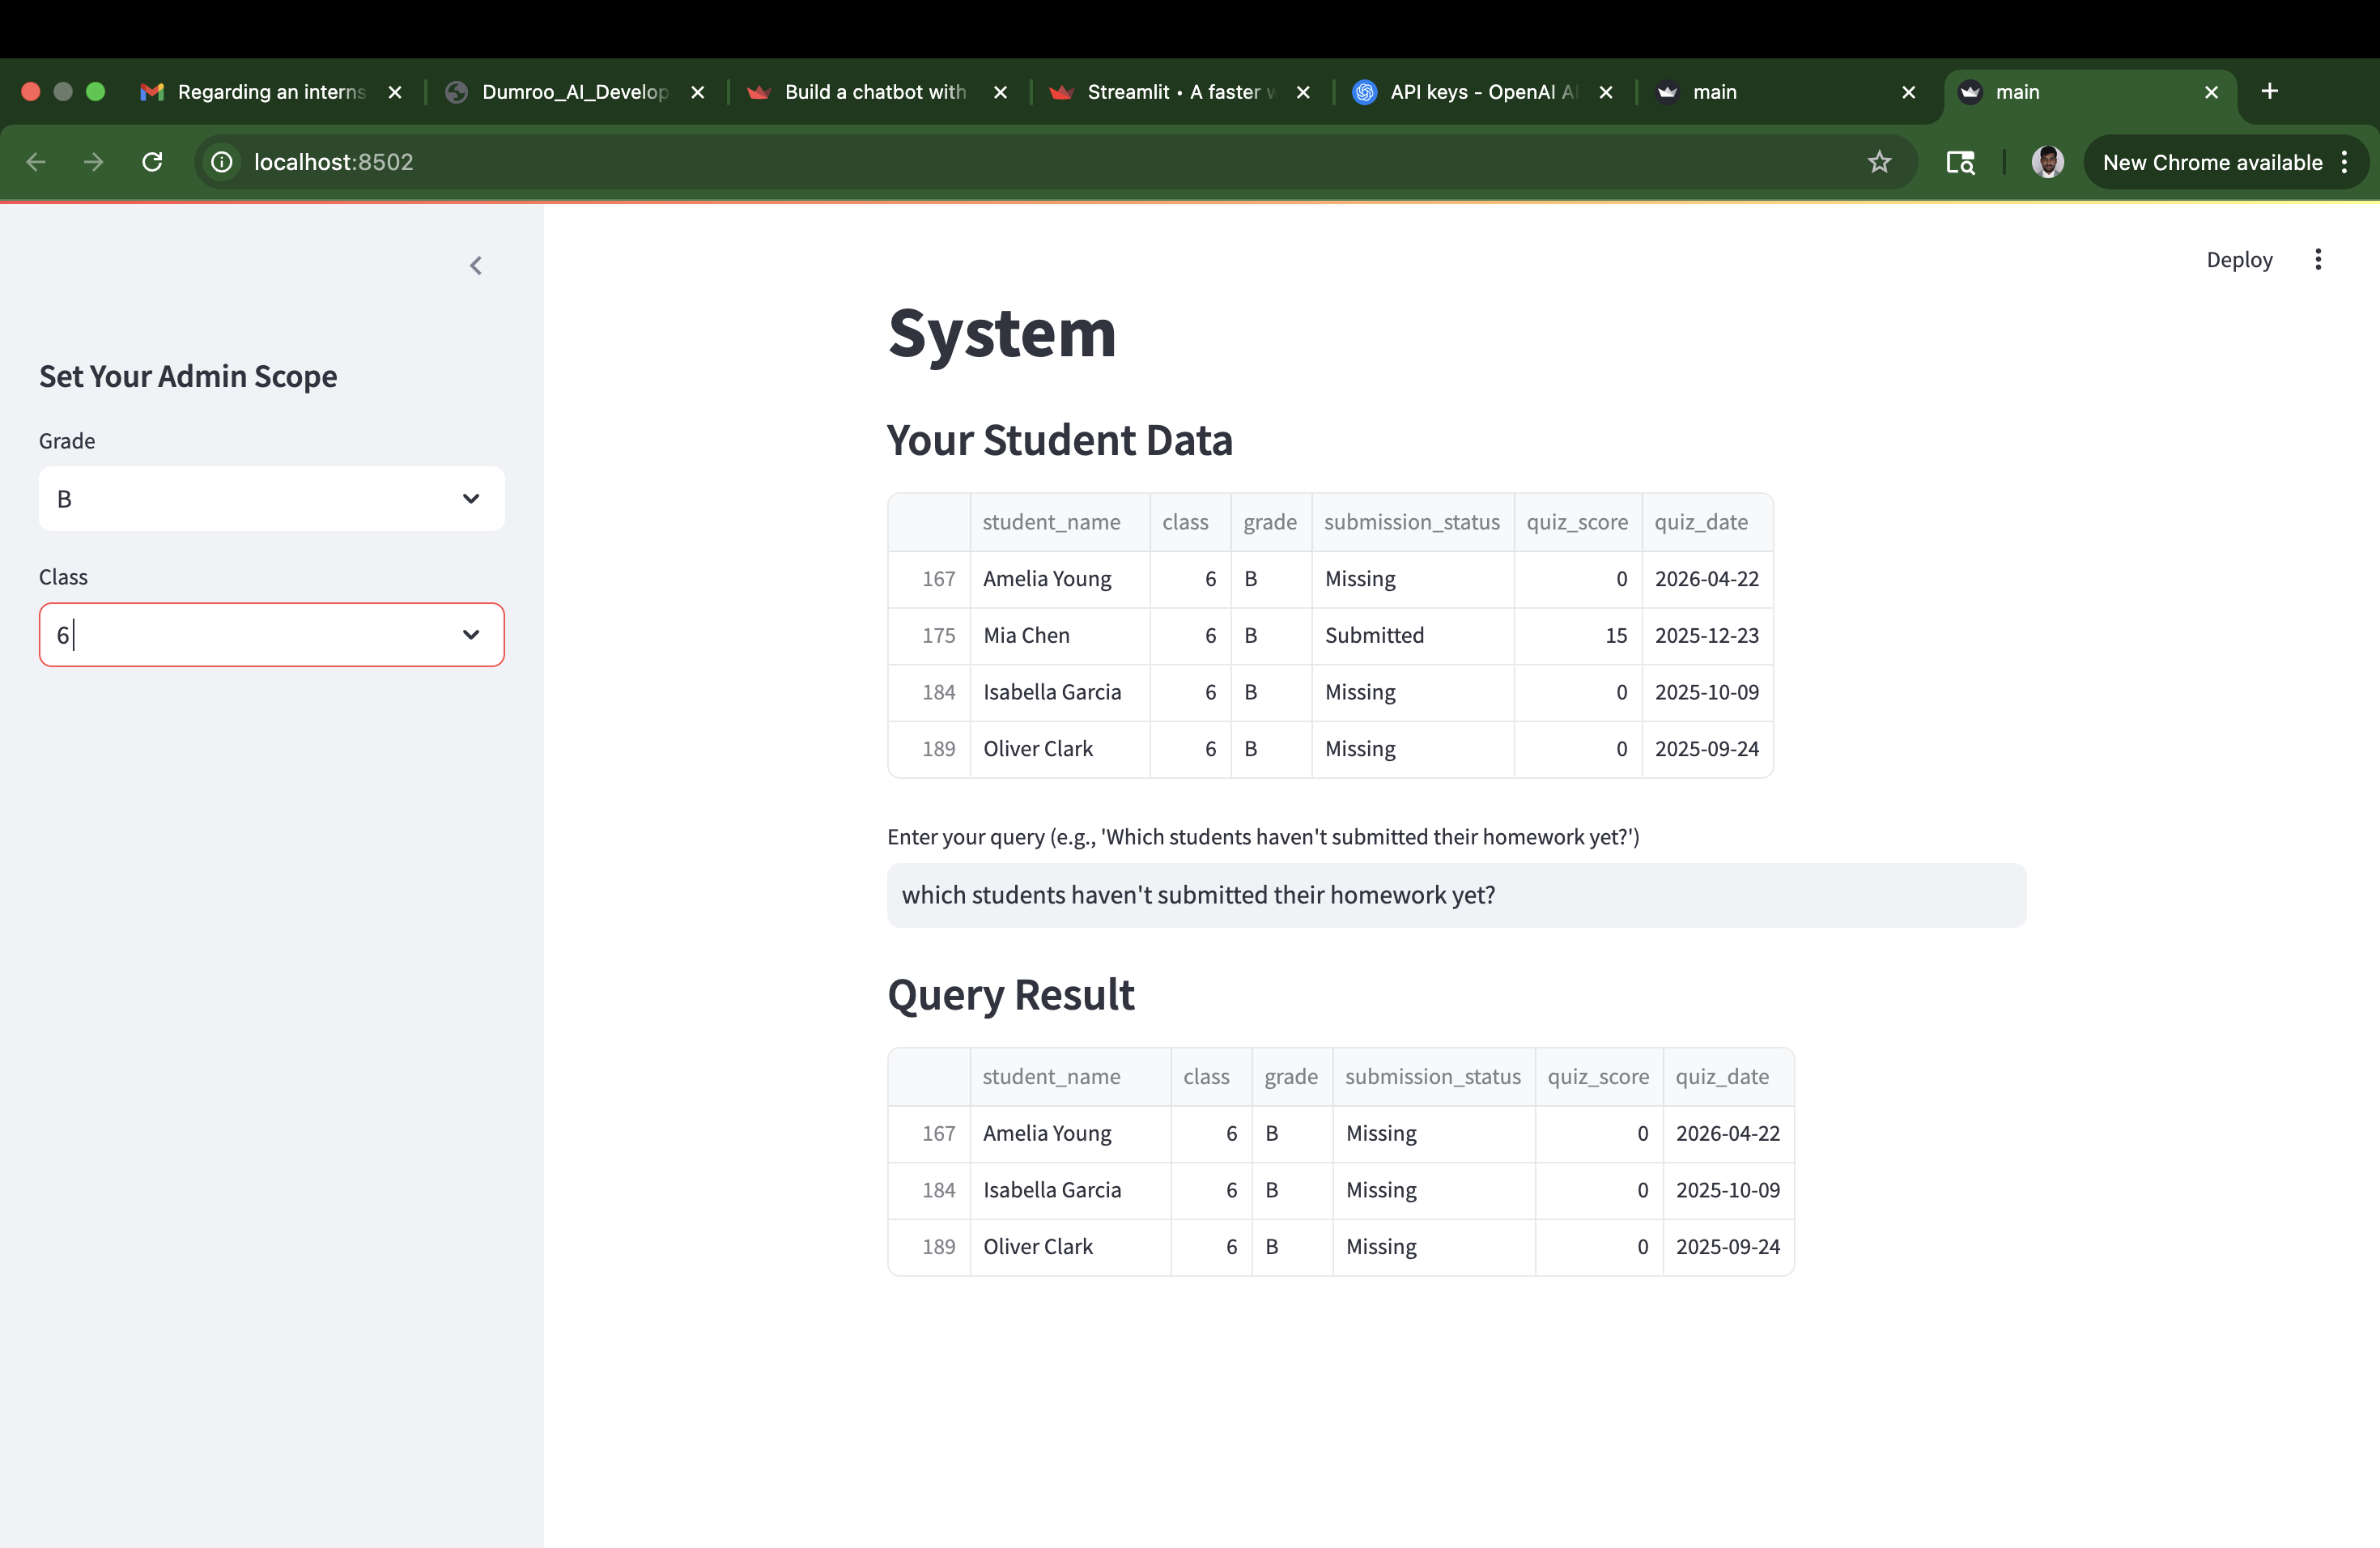 Regarding an interns
Dumroo_AI_Develop
Build a chatbot with
Streamlit • A faster w
API keys - OpenAI AP
main
main
localhost:8502
New Chrome available
Deploy
Set Your Admin Scope
Grade
B
Class
6
System
Your Student Data
student_name class grade submission_status quiz_score quiz_date
167 Amelia Young 6 B Missing 0 2026-04-22
175 Mia Chen 6 B Submitted 15 2025-12-23
184 Isabella Garcia 6 B Missing 0 2025-10-09
189 Oliver Clark 6 B Missing 0 2025-09-24
Enter your query (e.g., 'Which students haven't submitted their homework yet?')
which students haven't submitted their homework yet?
Query Result
student_name class grade submission_status quiz_score quiz_date
167 Amelia Young 6 B Missing 0 2026-04-22
184 Isabella Garcia 6 B Missing 0 2025-10-09
189 Oliver Clark 6 B Missing 0 2025-09-24